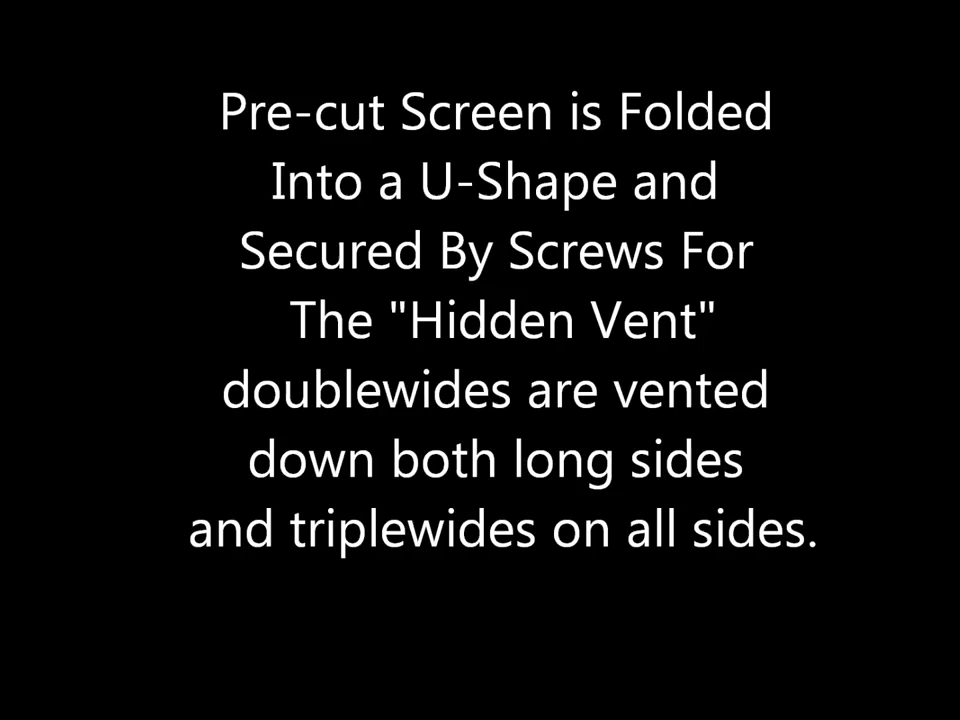 Pre-cut Screen is Folded
Into a U-Shape and
Secured By Screws For
The "Hidden Vent"
doublewides are vented
down both long sides
and triplewides on all sides.